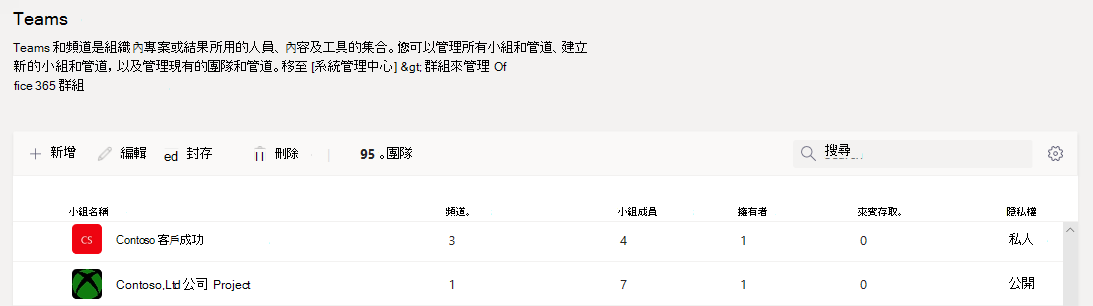 Teams
Teams 和頻道是組織內專案或結果所用的人員、內容及工具的集合。您可以管理所有小組和管道、建立
新的小組和管道，以及管理現有的團隊和管道。移至 [系統管理中心] &gt; 群組來管理 Of
fice 365 群組
新增 編輯 ed 封存 刪除 95 。團隊 搜尋
小組名稱 頻道。 小組成員 擁有者 來賓存取。 隱私權
CS Contoso 客戶成功 3 4 1 0 私人
Contoso,Ltd 公司 Project 1 7 1 0 公開